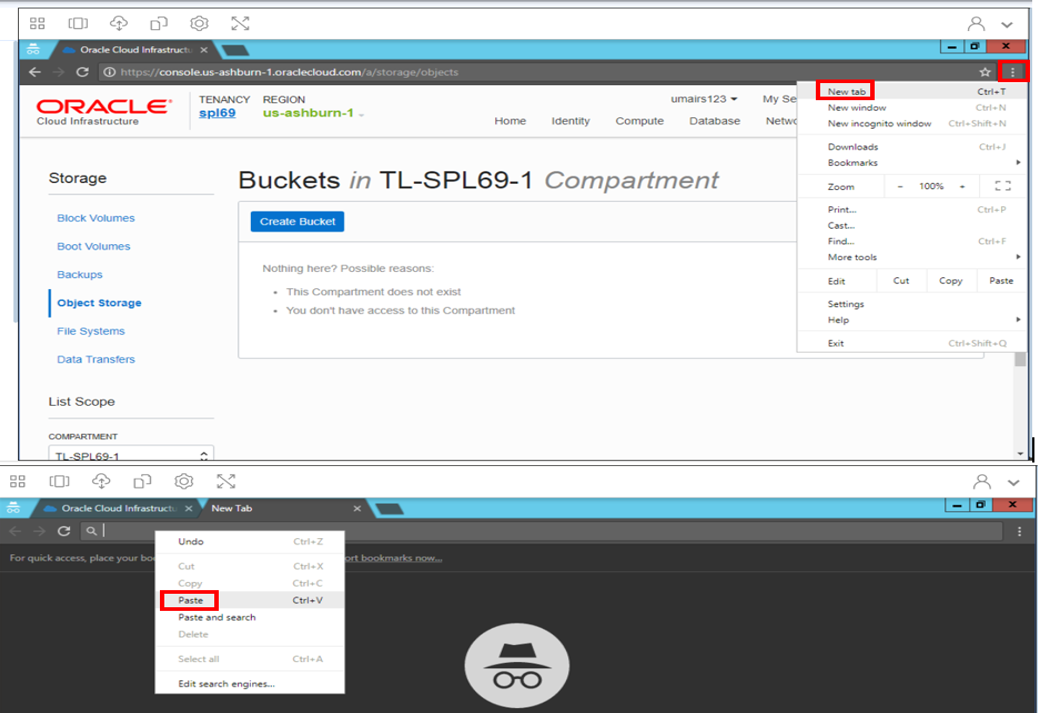 Oracle Cloud Infrastructu
https://console.us-ashburn-1.oraclecloud.com/a/storage/objects
ORACLE
Cloud Infrastructure
TENANCY REGION
spl69 us-ashburn-1
umairs123 My Se
Home Identity Compute Database Netwo
New tab Ctrl+T
New window Ctrl+N
New incognito window Ctrl+Shift+N
Downloads Ctrl+J
Bookmarks
Zoom - 100% +
Print... Ctrl+P
Cast...
Find... Ctrl+F
More tools
Edit Cut Copy Paste
Settings
Help
Exit Ctrl+Shift+Q
Storage
Block Volumes
Boot Volumes
Backups
Object Storage
File Systems
Data Transfers
List Scope
COMPARTMENT
TL-SPL69-1
Buckets in TL-SPL69-1 Compartment
Create Bucket
Nothing here? Possible reasons:
• This Compartment does not exist
• You don't have access to this Compartment
Oracle Cloud Infrastructu New Tab
For quick access, place your boo ort bookmarks now...
Undo Ctrl+Z
Cut Ctrl+X
Copy Ctrl+C
Paste Ctrl+V
Paste and search
Delete
Select all Ctrl+A
Edit search engines...